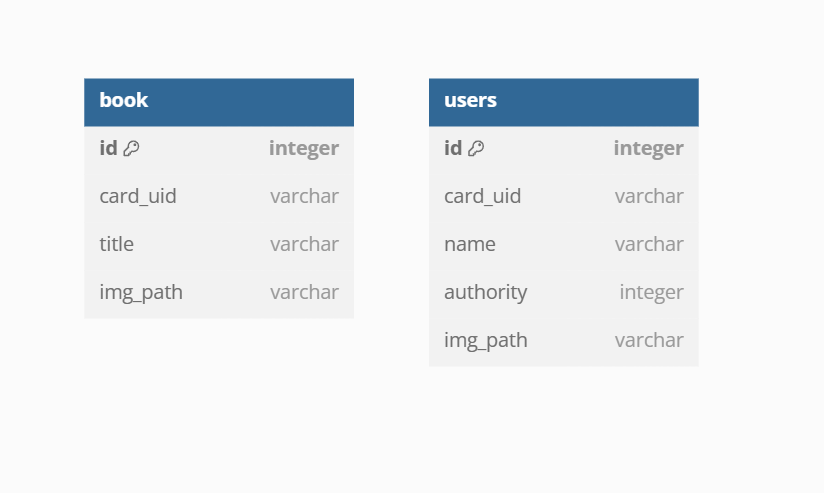 book
id integer
card_uid varchar
title varchar
img_path varchar
users
id integer
card_uid varchar
name varchar
authority integer
img_path varchar